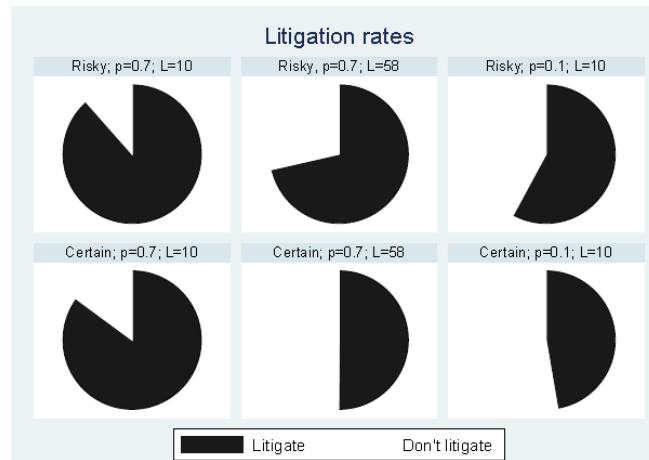 Litigation rates
Risky; p=0.7; L=10
Risky, p=0.7; L=58
Risky; p=0.1; L=10
Certain; p=0.7; L=10
Certain; p=0.7; L=58
Certain; p=0.1; L=10
Litigate
Don't litigate